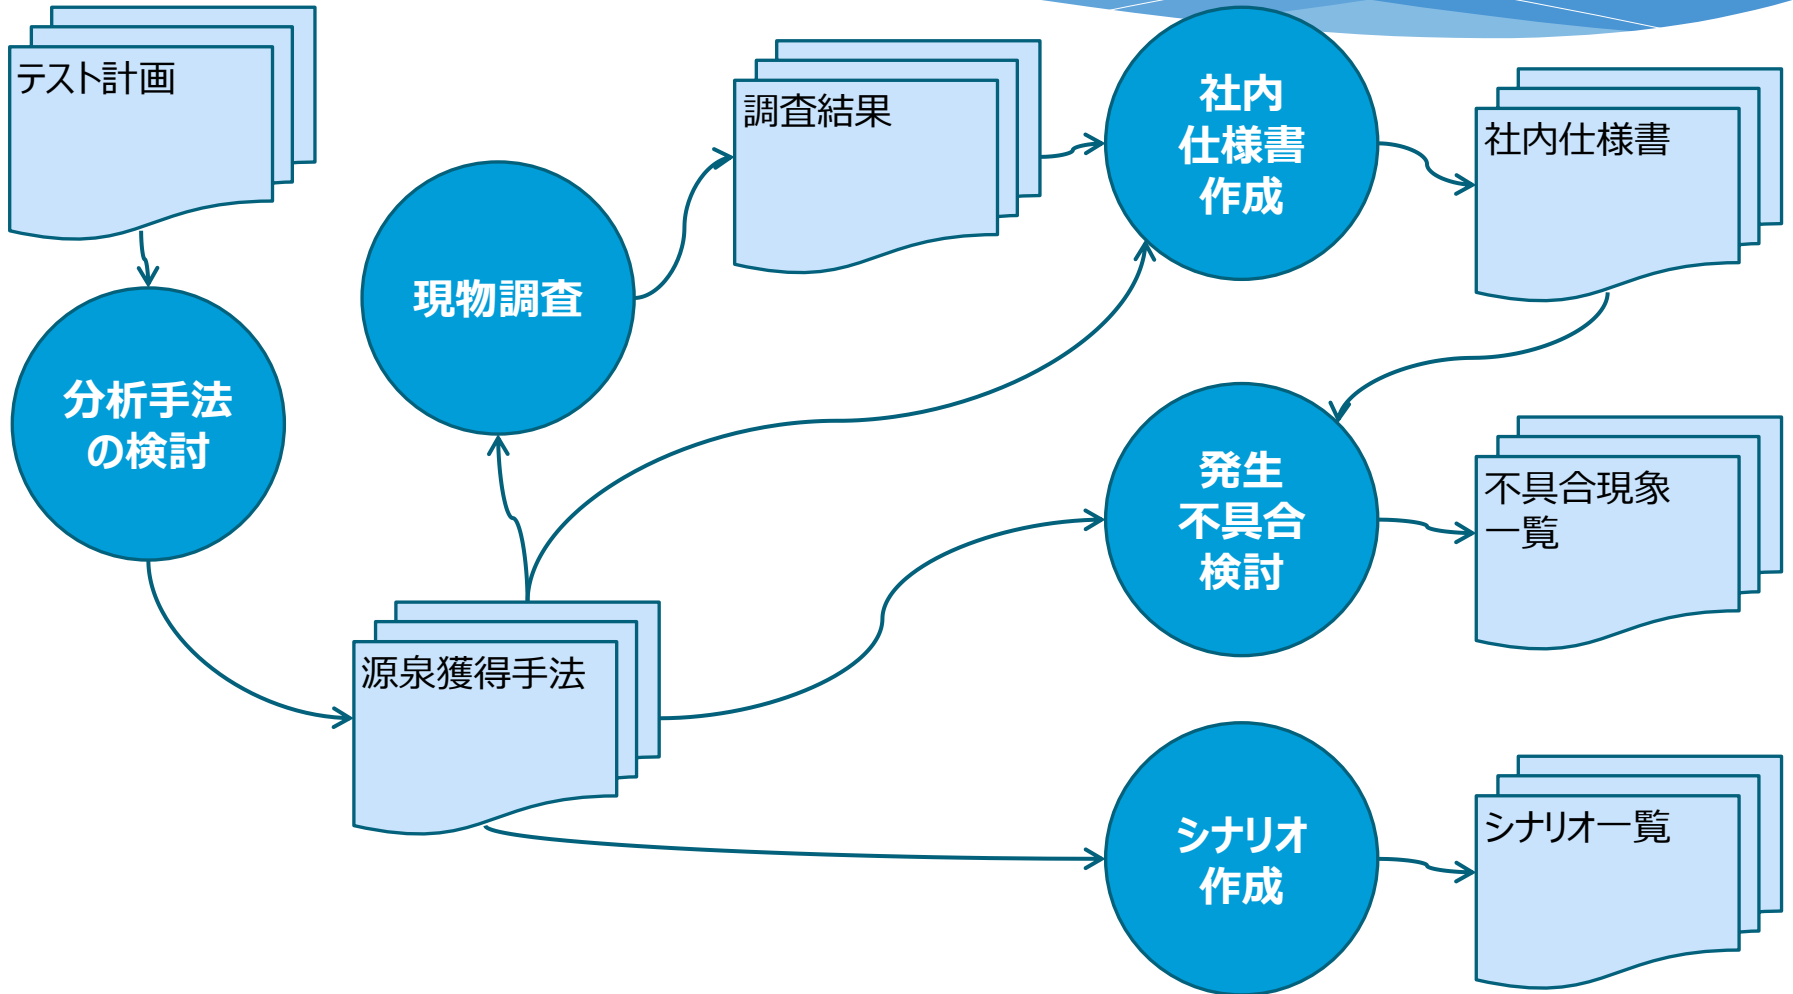 テスト計画
調査結果
社内
仕様書
作成
社内仕様書
現物調査
分析手法
の検討
発生
不具合
検討
不具合現象
一覧
源泉獲得手法
シナリオ
作成
シナリオ一覧